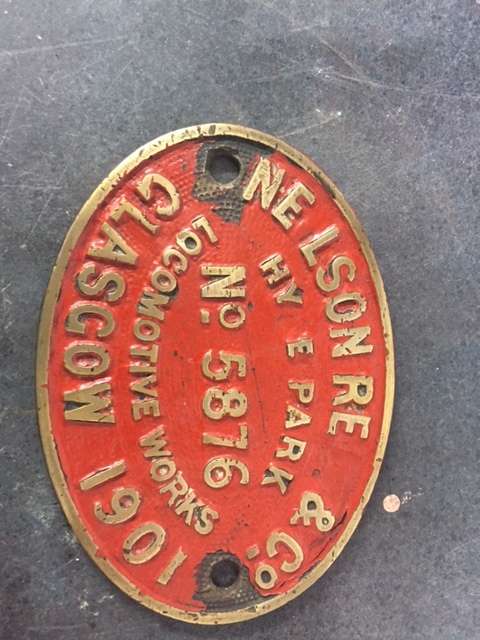 NE LSON RE & Co.
HY E PARK
No. 5876
LOCOMOTIVE WORKS
GLASGOW 1901